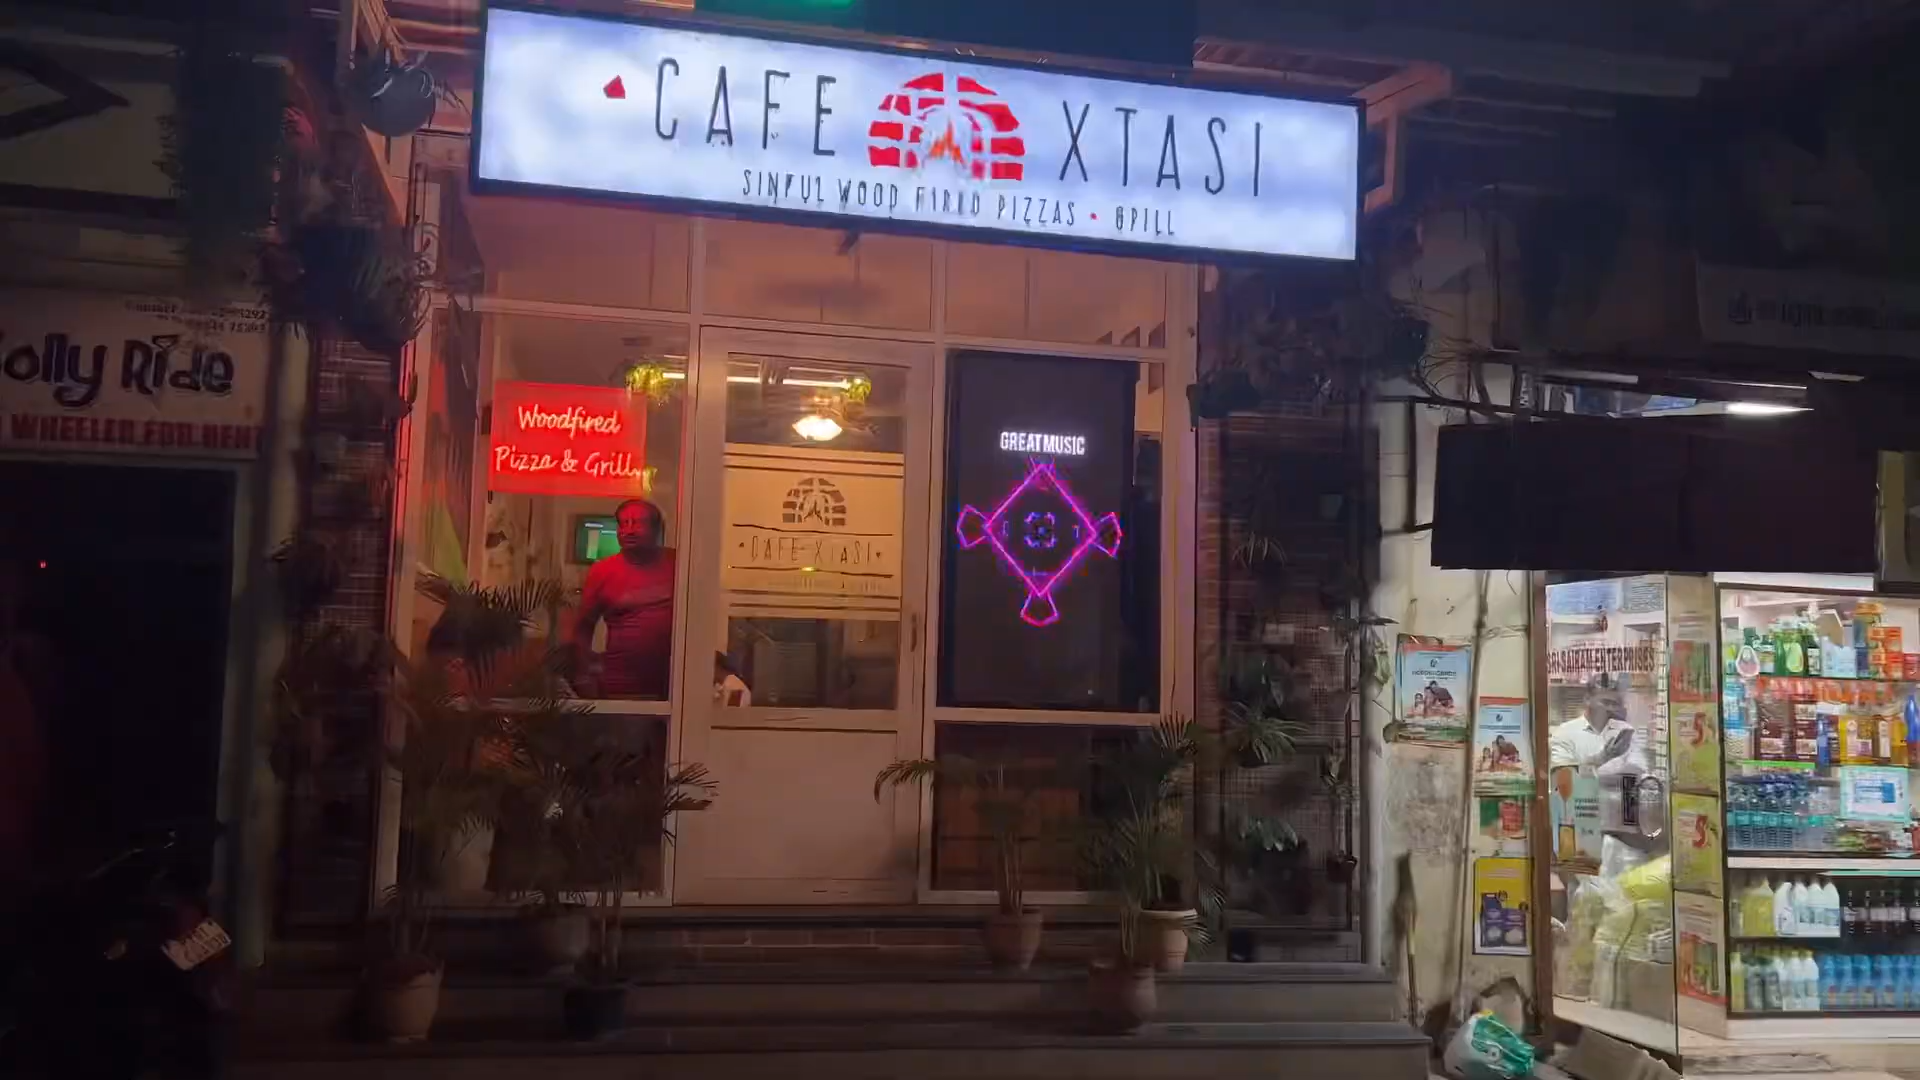 CAFE XTASI
SINFUL WOOD FIRED PIZZAS • GRILL
Jolly Ride
WHEELER FOR RENT
Woodfired
Pizza & Grill
CAFE XTASI
GREAT MUSIC
SRI SAIRAM ENTERPRISES